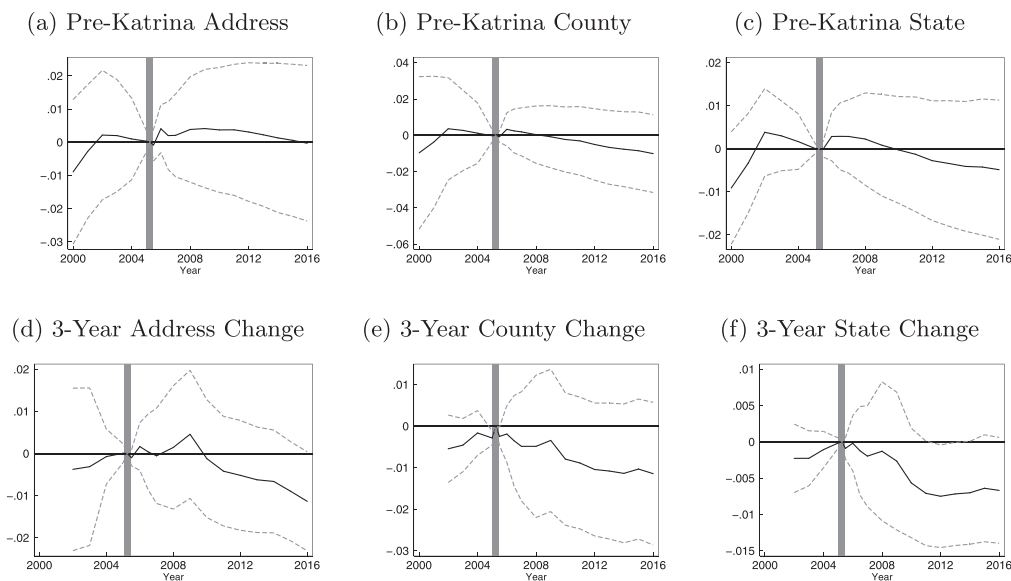 (a) Pre-Katrina Address
(b) Pre-Katrina County
(c) Pre-Katrina State
.02
.01
0
–.01
–.02
–.03
2000 2004 2008 2012 2016
Year
.04
.02
0
–.02
–.04
–.06
2000 2004 2008 2012 2016
Year
.02
.01
0
–.01
–.02
2000 2004 2008 2012 2016
Year
(d) 3-Year Address Change
(e) 3-Year County Change
(f) 3-Year State Change
.02
.01
0
–.01
–.02
2000 2004 2008 2012 2016
Year
.01
0
–.01
–.02
–.03
2000 2004 2008 2012 2016
Year
.01
.005
0
–.005
–.01
–.015
2000 2004 2008 2012 2016
Year